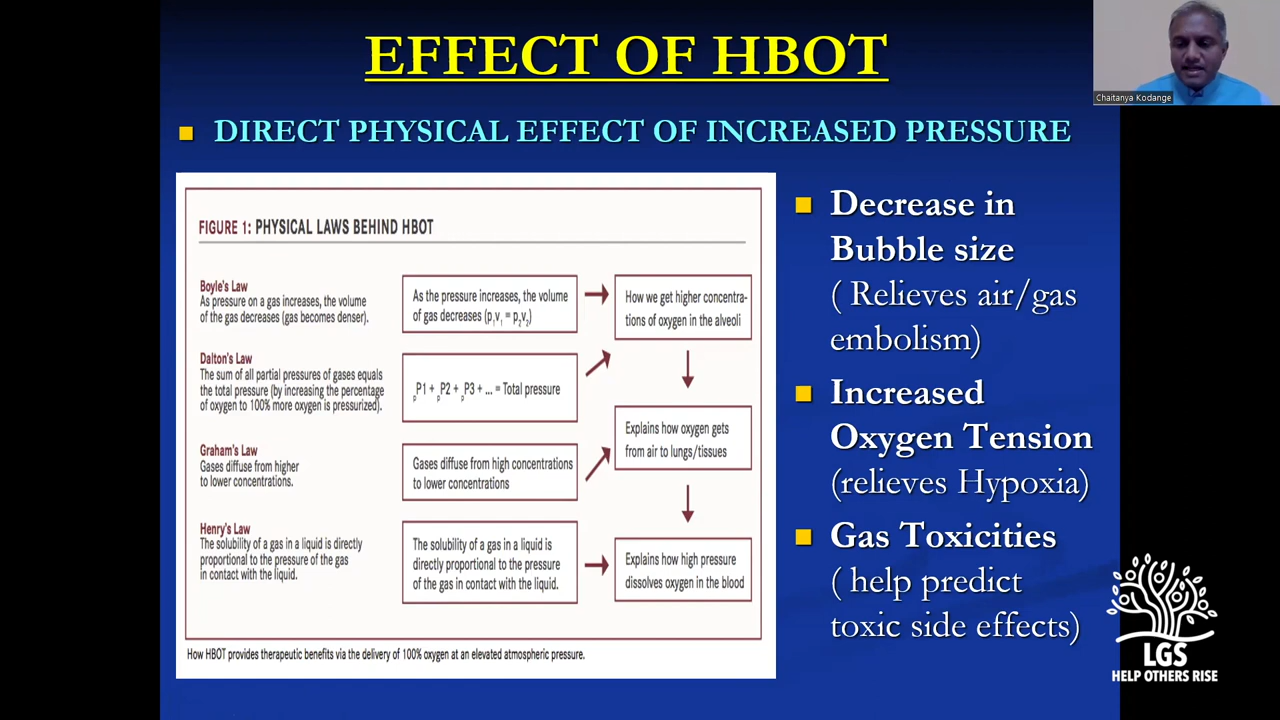 EFFECT OF HBOT
Chaitanya Kodange
DIRECT PHYSICAL EFFECT OF INCREASED PRESSURE
FIGURE 1: PHYSICAL LAWS BEHIND HBOT
Boyle's Law
As pressure on a gas increases, the volume
of the gas decreases (gas becomes denser).
As the pressure increases, the volume
of gas decreases (p₁v₁ = p₂v₂)
How we get higher concentra-
tions of oxygen in the alveoli
Dalton's Law
The sum of all partial pressures of gases equals
the total pressure (by increasing the percentage
of oxygen to 100% more oxygen is pressurized).
pP1 + pP2 + pP3 + ... = Total pressure
Explains how oxygen gets
from air to lungs/tissues
Graham's Law
Gases diffuse from higher
to lower concentrations.
Gases diffuse from high concentrations
to lower concentrations
Henry's Law
The solubility of a gas in a liquid is directly
proportional to the pressure of the gas
in contact with the liquid.
The solubility of a gas in a liquid is
directly proportional to the pressure
of the gas in contact with the liquid.
Explains how high pressure
dissolves oxygen in the blood
How HBOT provides therapeutic benefits via the delivery of 100% oxygen at an elevated atmospheric pressure.
Decrease in
Bubble size
( Relieves air/gas
embolism)
Increased
Oxygen Tension
(relieves Hypoxia)
Gas Toxicities
( help predict
toxic side effects)
LGS
HELP OTHERS RISE